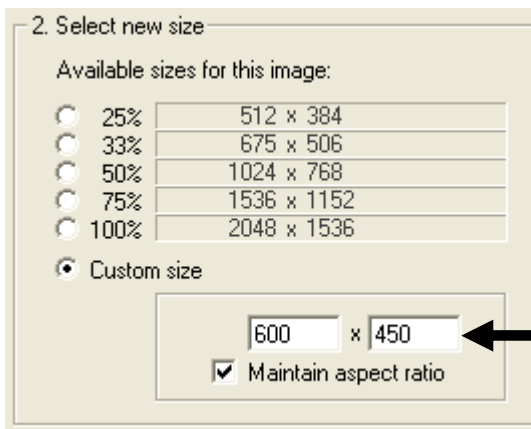 2. Select new size
Available sizes for this image:
25% 512 x 384
33% 675 x 506
50% 1024 x 768
75% 1536 x 1152
100% 2048 x 1536
Custom size
600 x 450
Maintain aspect ratio